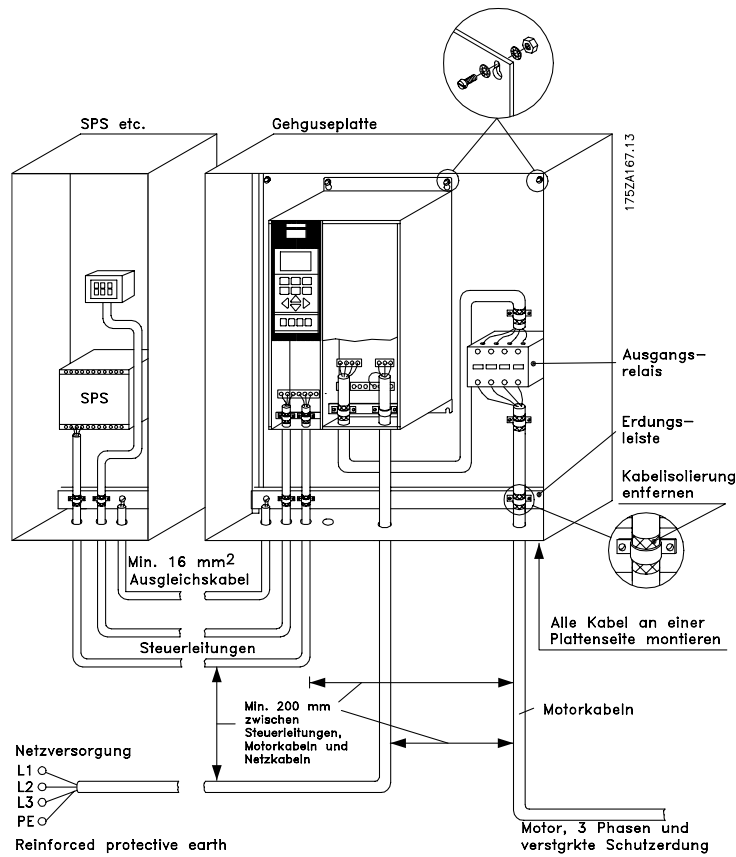 SPS etc.
Gehguseplatte
175ZA167.13
SPS
Ausgangs-
relais
Erdungs-
leiste
Kabelisolierung
entfernen
Min. 16 mm2
Ausgleichskabel
Alle Kabel an einer
Plattenseite montieren
Steuerleitungen
Min. 200 mm
zwischen
Steuerleitungen,
Motorkabeln und
Netzkabeln
Motorkabeln
Netzversorgung
L1
L2
L3
PE
Reinforced protective earth
Motor, 3 Phasen und
verstgrkte Schutzerdung